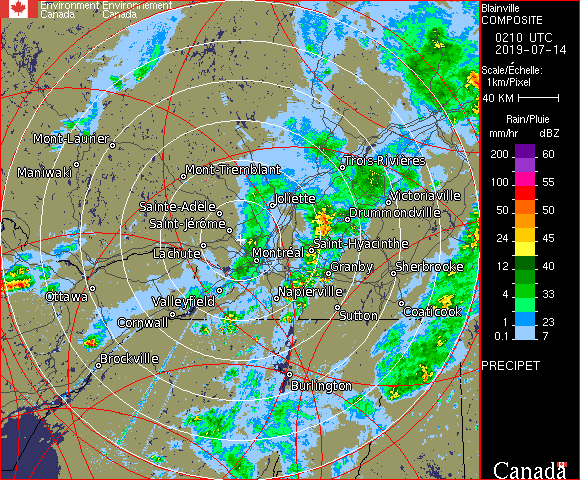 Environment Environnement
Canada Canada
Blainville
COMPOSITE
0210 UTC
2019-07-14
Scale/Échelle:
1km/Pixel
40 KM
Rain/Pluie
mm/hr dBZ
200 60
100 55
50 50
24 45
12 40
4 33
1 23
0.1 7
PRECIPET
Canada
Mont-Laurier
Maniwaki
Mont-Tremblant
Trois-Rivières
Joliette
Victoriaville
Sainte-Adele
Drummondville
Saint-Jérôme
Saint-Hyacinthe
Lachute
Montréal
Granby
Sherbrooke
Ottawa
Valleyfield
Napierville
Cornwall
Sutton
Coaticook
Brockville
Burlington